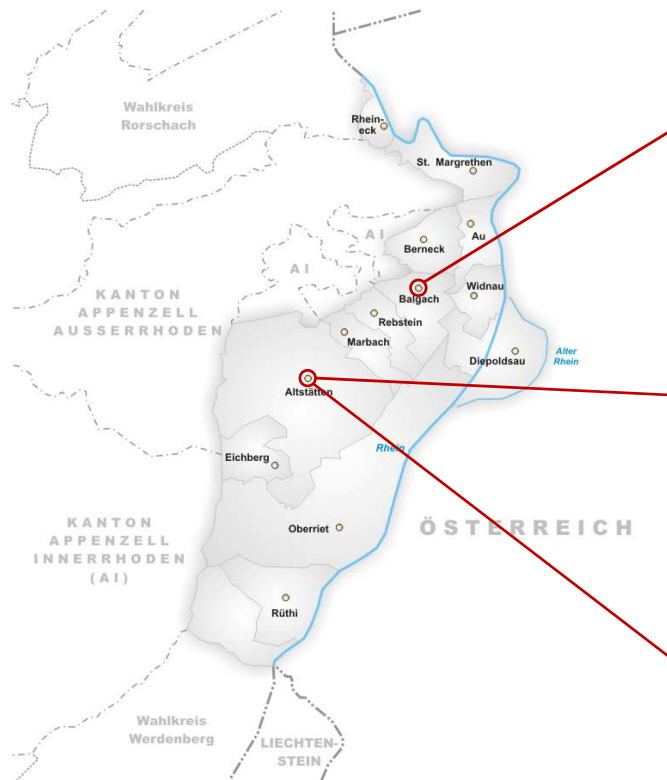 Wahlkreis
Rorschach
Rhein-
eck
St. Margrethen
Au
AI
Berneck
AI
Balgach
Widnau
KANTON
APPENZELL
AUSSERRHODEN
Rebstein
Marbach
Diepoldsau
Alter
Rhein
Altstätten
Rhein
Eichberg
KANTON
APPENZELL
INNERRHODEN
(AI)
Oberriet
ÖSTERREICH
Rüthi
Wahlkreis
Werdenberg
LIECHTEN-
STEIN